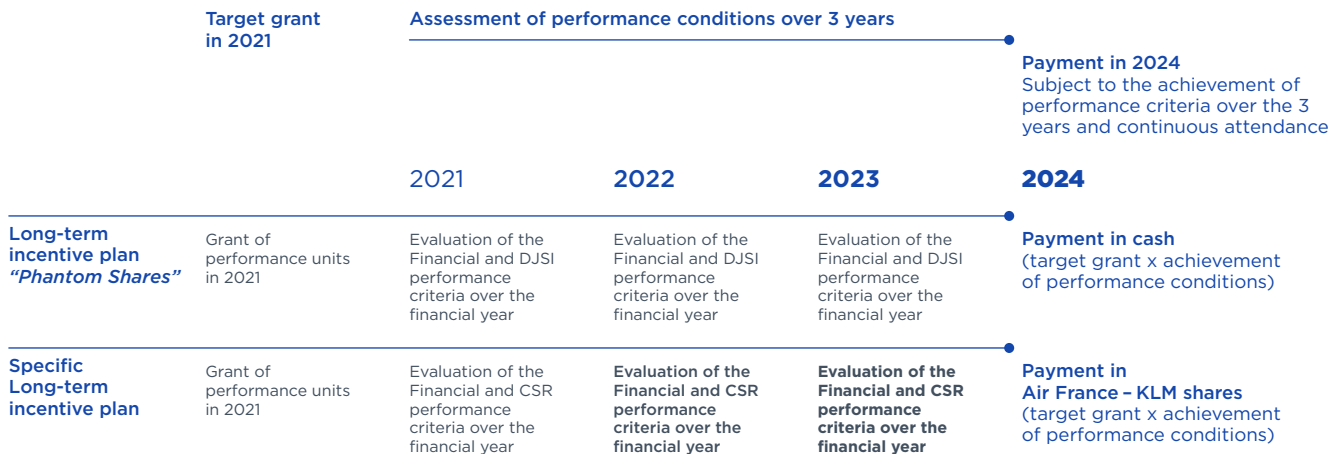 Target grant
in 2021
Assessment of performance conditions over 3 years
Payment in 2024
Subject to the achievement of
performance criteria over the 3
years and continuous attendance
2021
2022
2023
2024
Long-term
incentive plan
"Phantom Shares"
Grant of
performance units
in 2021
Evaluation of the
Financial and DJSI
performance
criteria over the
financial year
Evaluation of the
Financial and DJSI
performance
criteria over the
financial year
Evaluation of the
Financial and DJSI
performance
criteria over the
financial year
Payment in cash
(target grant x achievement
of performance conditions)
Specific
Long-term
incentive plan
Grant of
performance units
in 2021
Evaluation of the
Financial and CSR
performance
criteria over the
financial year
Evaluation of the
Financial and CSR
performance
criteria over the
financial year
Evaluation of the
Financial and CSR
performance
criteria over the
financial year
Payment in
Air France – KLM shares
(target grant x achievement
of performance conditions)